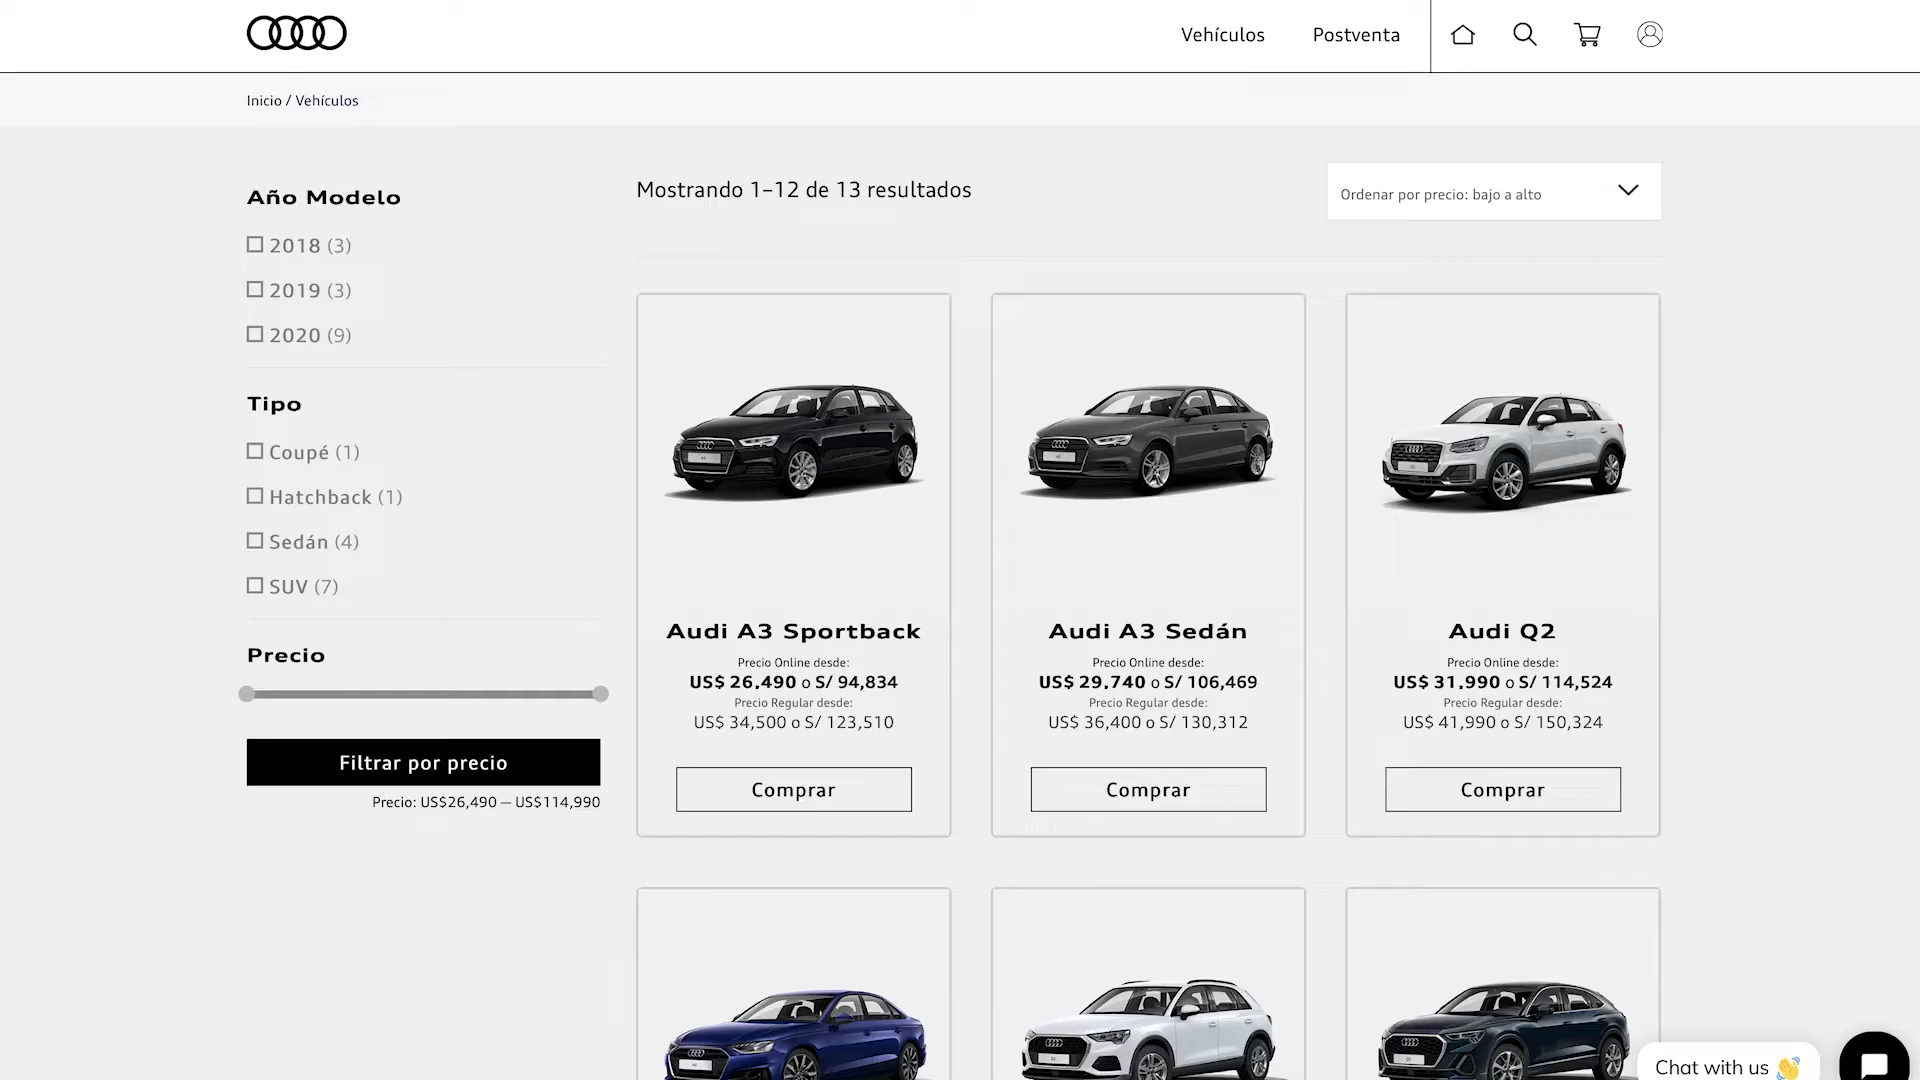 Vehículos
Postventa
Inicio / Vehículos
Año Modelo
2018 (3)
2019 (3)
2020 (9)
Tipo
Coupé (1)
Hatchback (1)
Sedán (4)
SUV (7)
Precio
Filtrar por precio
Precio: US$26,490 — US$114,990
Mostrando 1–12 de 13 resultados
Ordenar por precio: bajo a alto
Audi A3 Sportback
Precio Online desde:
US$ 26.490 o S/ 94,834
Precio Regular desde:
US$ 34,500 o S/ 123,510
Comprar
Audi A3 Sedán
Precio Online desde:
US$ 29.740 o S/ 106,469
Precio Regular desde:
US$ 36,400 o S/ 130,312
Comprar
Audi Q2
Precio Online desde:
US$ 31.990 o S/ 114,524
Precio Regular desde:
US$ 41,990 o S/ 150,324
Comprar
Chat with us 👋